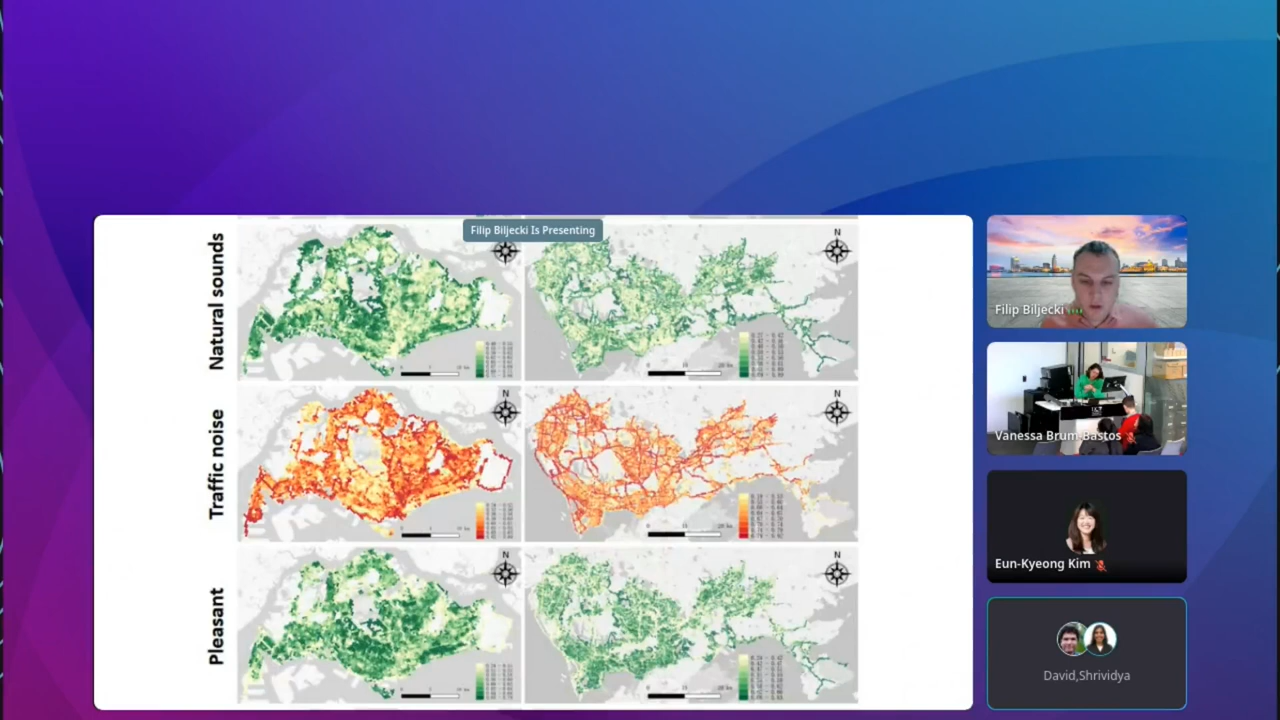 Filip Biljecki Is Presenting
Natural sounds
N
N
Traffic noise
N
N
Pleasant
N
N
Filip Biljecki
Vanessa Brum-Bastos
Eun-Kyeong Kim
David,Shrividya